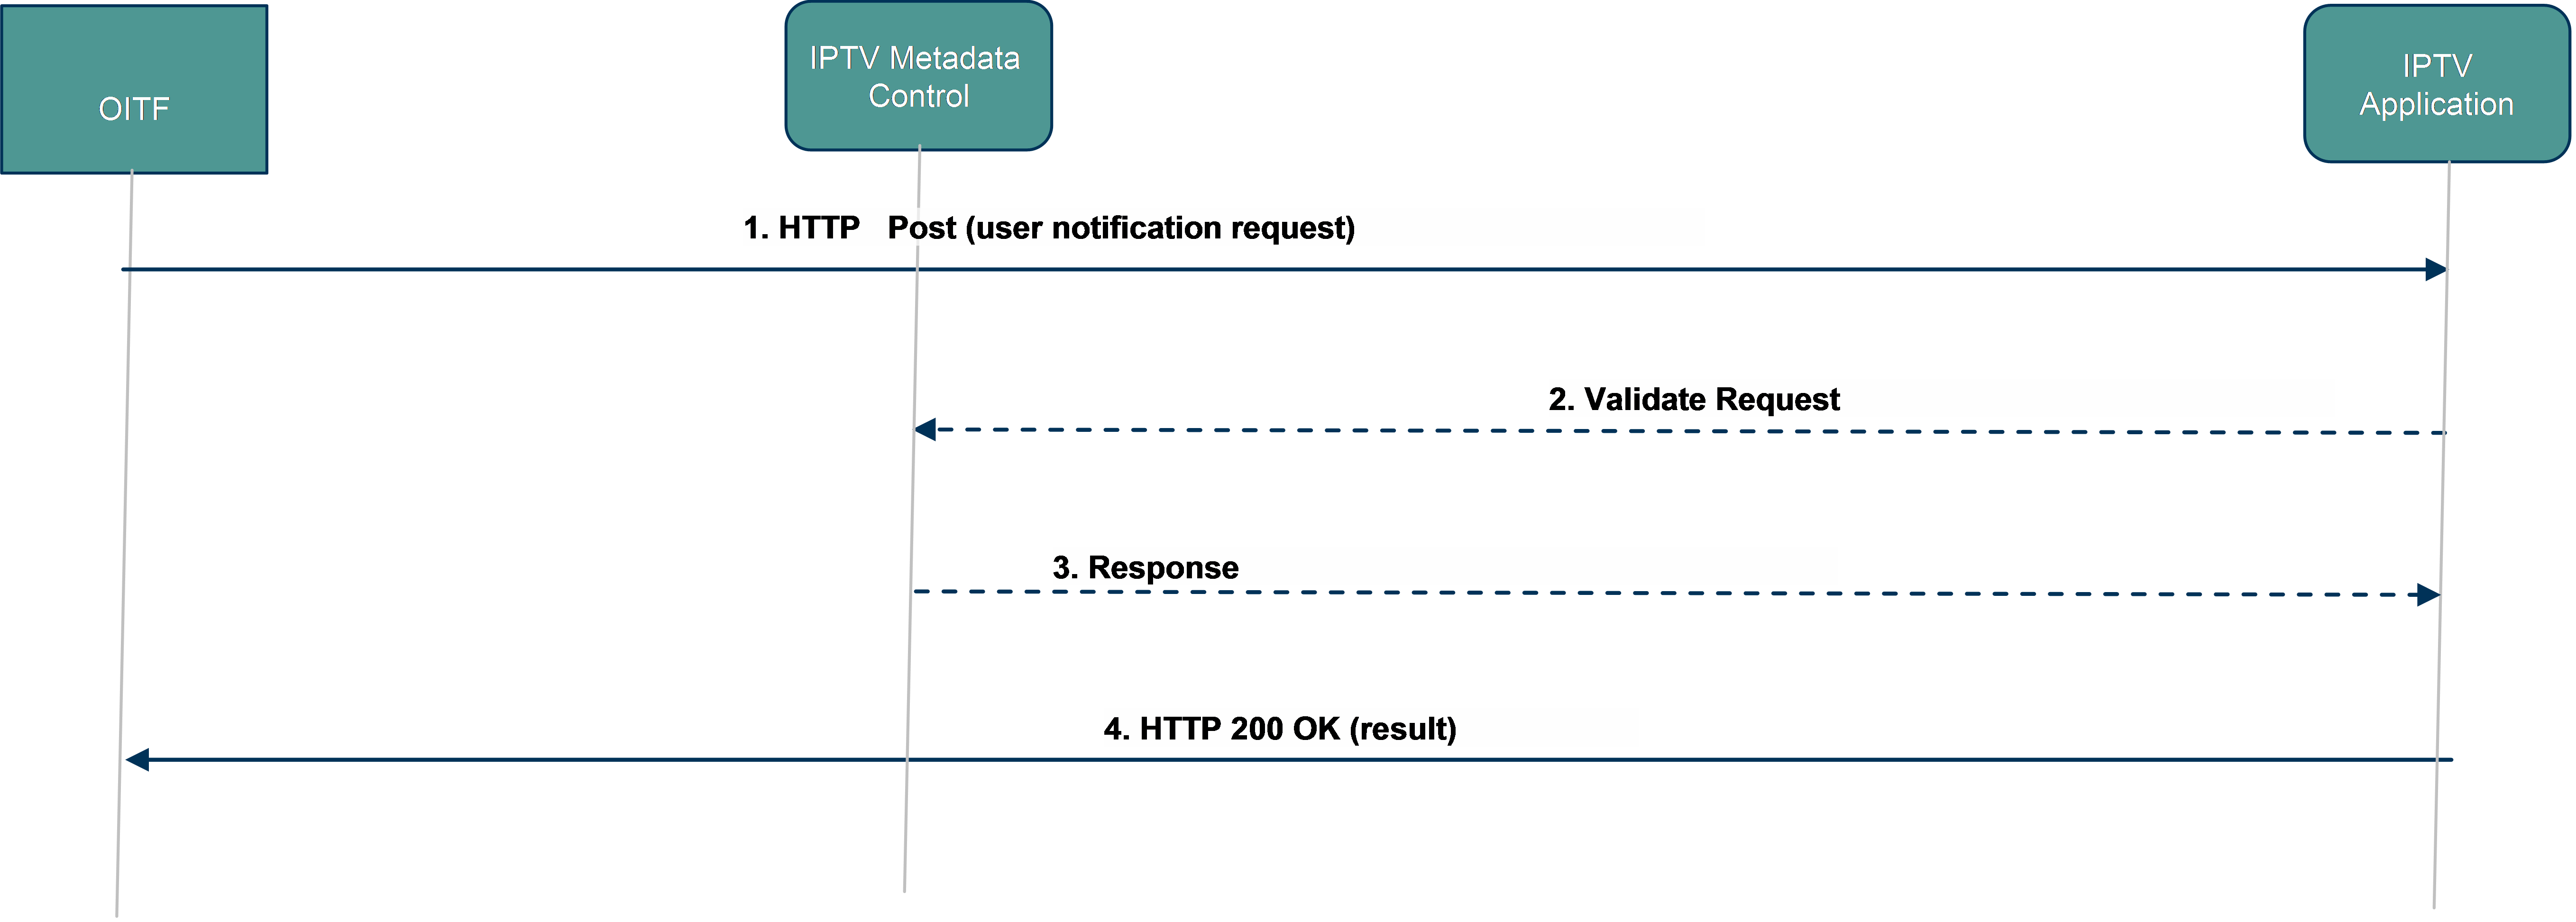 OITF
IPTV Metadata
Control
IPTV
Application
1. HTTP Post (user notification request)
2. Validate Request
3. Response
4. HTTP 200 OK (result)